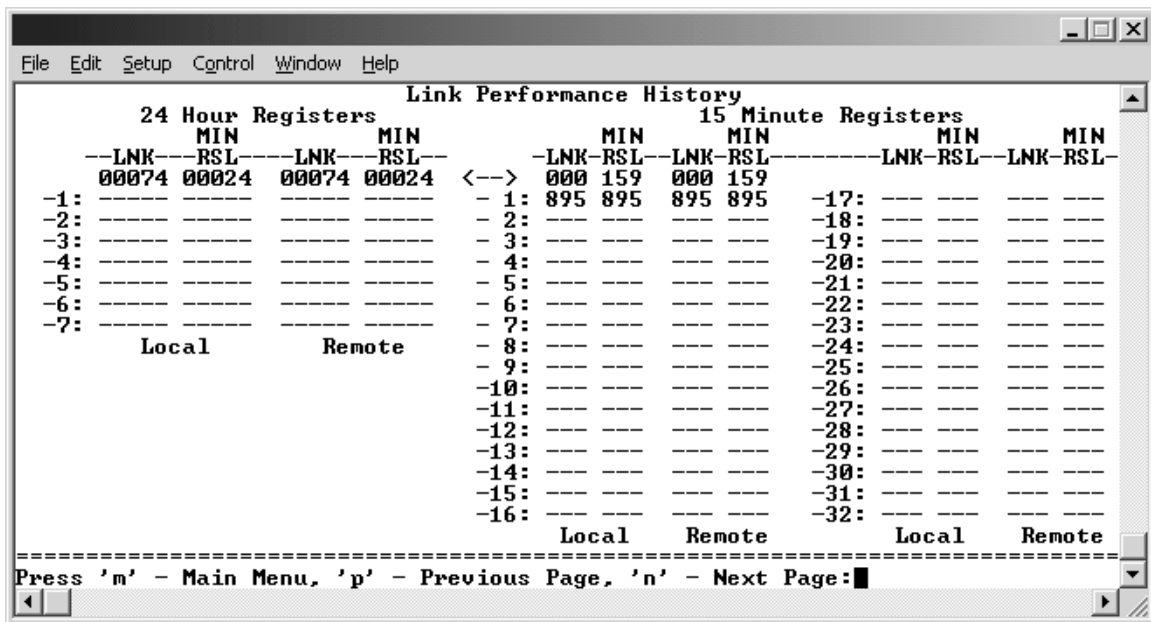 File Edit Setup Control Window Help
                                  Link Performance History
         24 Hour Registers                               15 Minute Registers
             MIN            MIN                   MIN       MIN                  MIN       MIN
     --LNK---RSL-----LNK---RSL--           -LNK-RSL--LNK-RSL---------LNK-RSL--LNK-RSL-
      00074 00024   00074 00024   <-->   000 159   000 159
 -1: ----- -----   ----- -----   - 1: 895 895   895 895   -17: --- ---   --- ---
 -2: ----- -----   ----- -----   - 2: --- ---   --- ---   -18: --- ---   --- ---
 -3: ----- -----   ----- -----   - 3: --- ---   --- ---   -19: --- ---   --- ---
 -4: ----- -----   ----- -----   - 4: --- ---   --- ---   -20: --- ---   --- ---
 -5: ----- -----   ----- -----   - 5: --- ---   --- ---   -21: --- ---   --- ---
 -6: ----- -----   ----- -----   - 6: --- ---   --- ---   -22: --- ---   --- ---
 -7: ----- -----   ----- -----   - 7: --- ---   --- ---   -23: --- ---   --- ---
         Local          Remote    - 8: --- ---   --- ---   -24: --- ---   --- ---
                                  - 9: --- ---   --- ---   -25: --- ---   --- ---
                                  -10: --- ---   --- ---   -26: --- ---   --- ---
                                  -11: --- ---   --- ---   -27: --- ---   --- ---
                                  -12: --- ---   --- ---   -28: --- ---   --- ---
                                  -13: --- ---   --- ---   -29: --- ---   --- ---
                                  -14: --- ---   --- ---   -30: --- ---   --- ---
                                  -15: --- ---   --- ---   -31: --- ---   --- ---
                                  -16: --- ---   --- ---   -32: --- ---   --- ---
                                        Local     Remote          Local     Remote
===============================================================================
Press 'm' - Main Menu, 'p' - Previous Page, 'n' - Next Page: